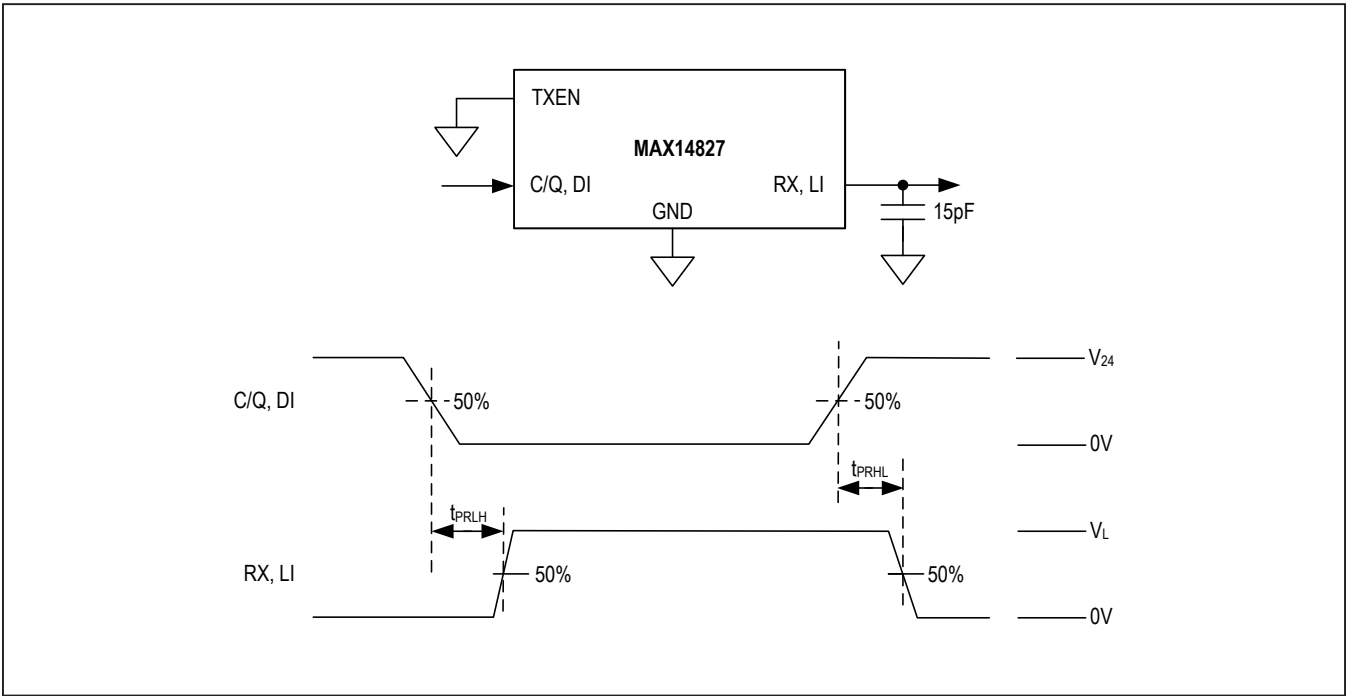 TXEN
MAX14827
C/Q, DI
RX, LI
GND
15pF
V24
C/Q, DI
50%
50%
0V
tPRHL
tPRLH
VL
RX, LI
50%
50%
0V